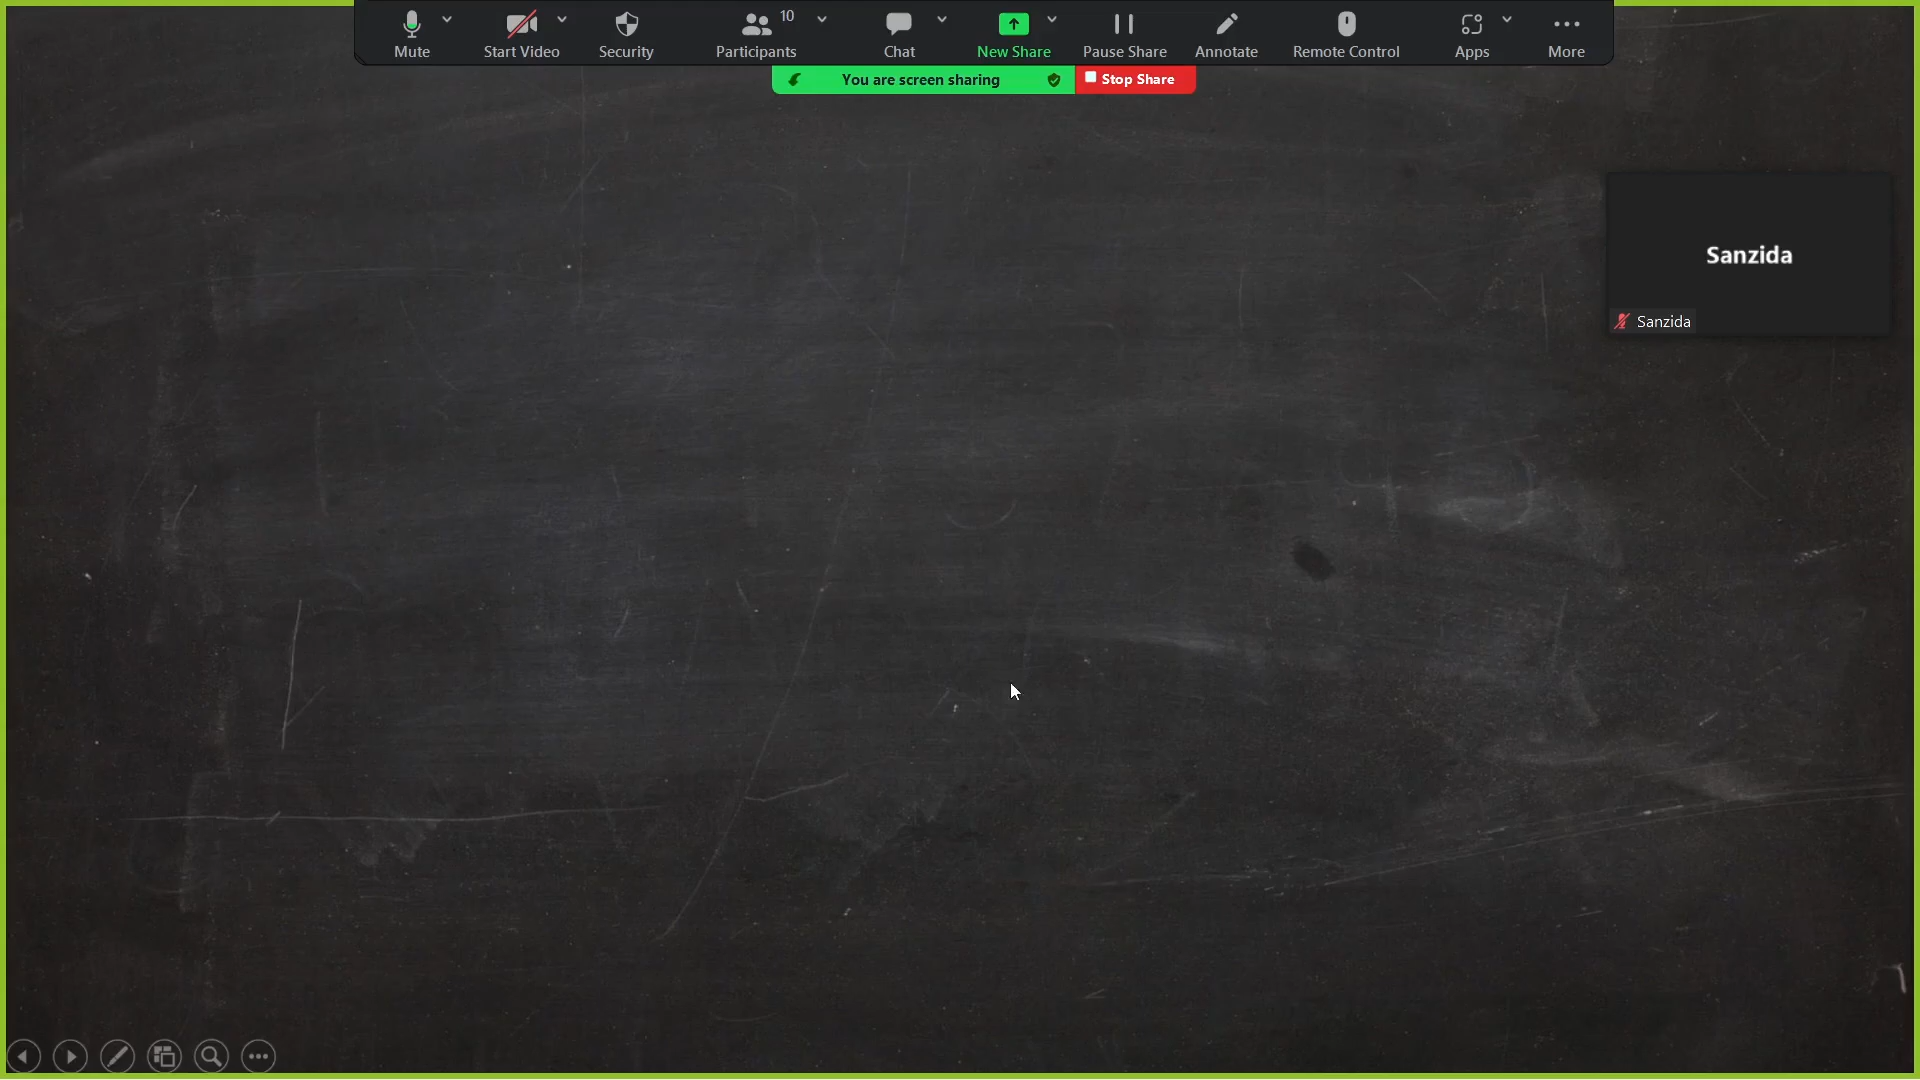 Mute
Start Video
Security
Participants
10
Chat
New Share
Pause Share
Annotate
Remote Control
Apps
More
You are screen sharing
Stop Share
Sanzida
Sanzida